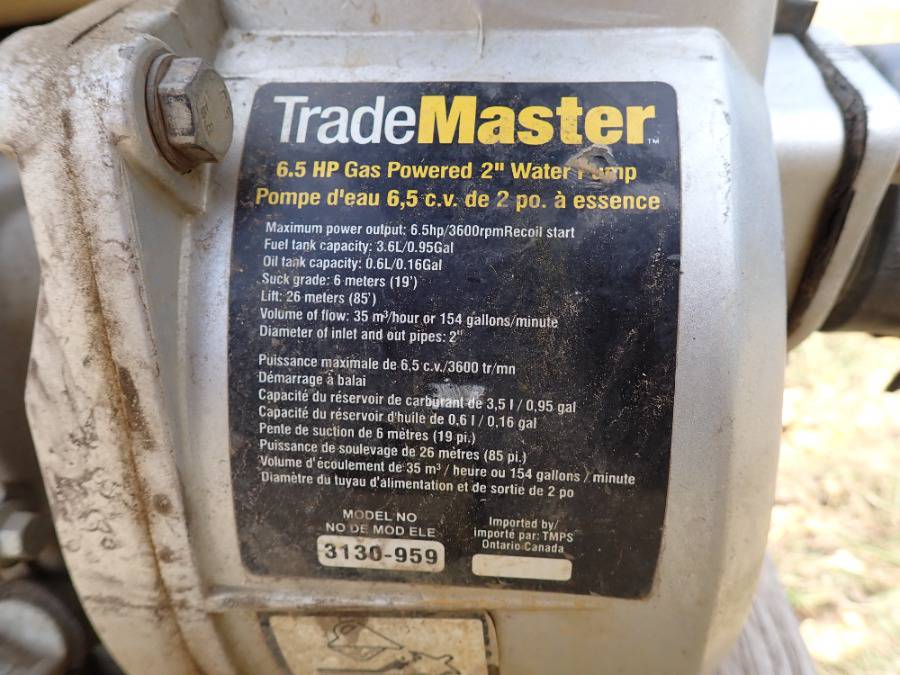 TradeMaster™
6.5 HP Gas Powered 2" Water Pump
Pompe d'eau 6,5 c.v. de 2 po. à essence
Maximum power output: 6.5hp/3600rpmRecoil start
Fuel tank capacity: 3.6L/0.95Gal
Oil tank capacity: 0.6L/0.16Gal
Suck grade: 6 meters (19')
Lift: 26 meters (85')
Volume of flow: 35 m³/hour or 154 gallons/minute
Diameter of inlet and out pipes: 2"
Puissance maximale de 6,5 c.v./3600 tr/mn
Démarrage à balai
Capacité du réservoir de carburant de 3,5 l / 0,95 gal
Capacité du réservoir d'huile de 0,6 l / 0,16 gal
Pente de suction de 6 mètres (19 pi.)
Puissance de soulevage de 26 mètres (85 pi.)
Volume d'écoulement de 35 m³ / heure ou 154 gallons / minute
Diamètre du tuyau d'alimentation et de sortie de 2 po
MODEL NO
NO DE MOD ELE
3130-959
Imported by/
importé par: TMPS
Ontario Canada